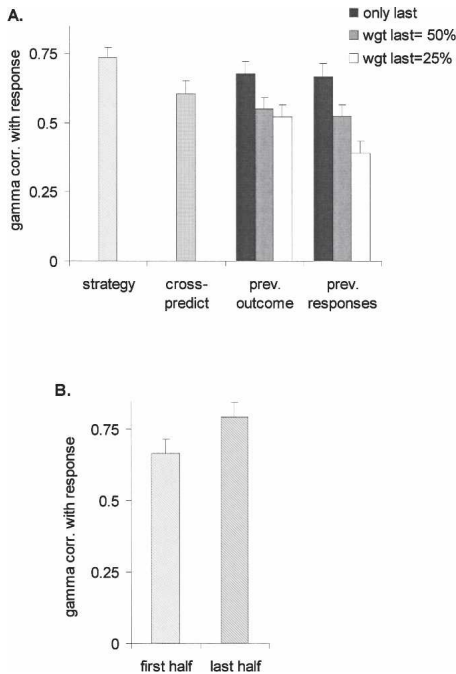 A.
only last
wgt last= 50%
wgt last=25%
gamma corr. with response
0.75
0.5
0.25
0
strategy
cross-
predict
prev.
outcome
prev.
responses
B.
gamma corr. with response
0.75
0.5
0.25
0
first half
last half